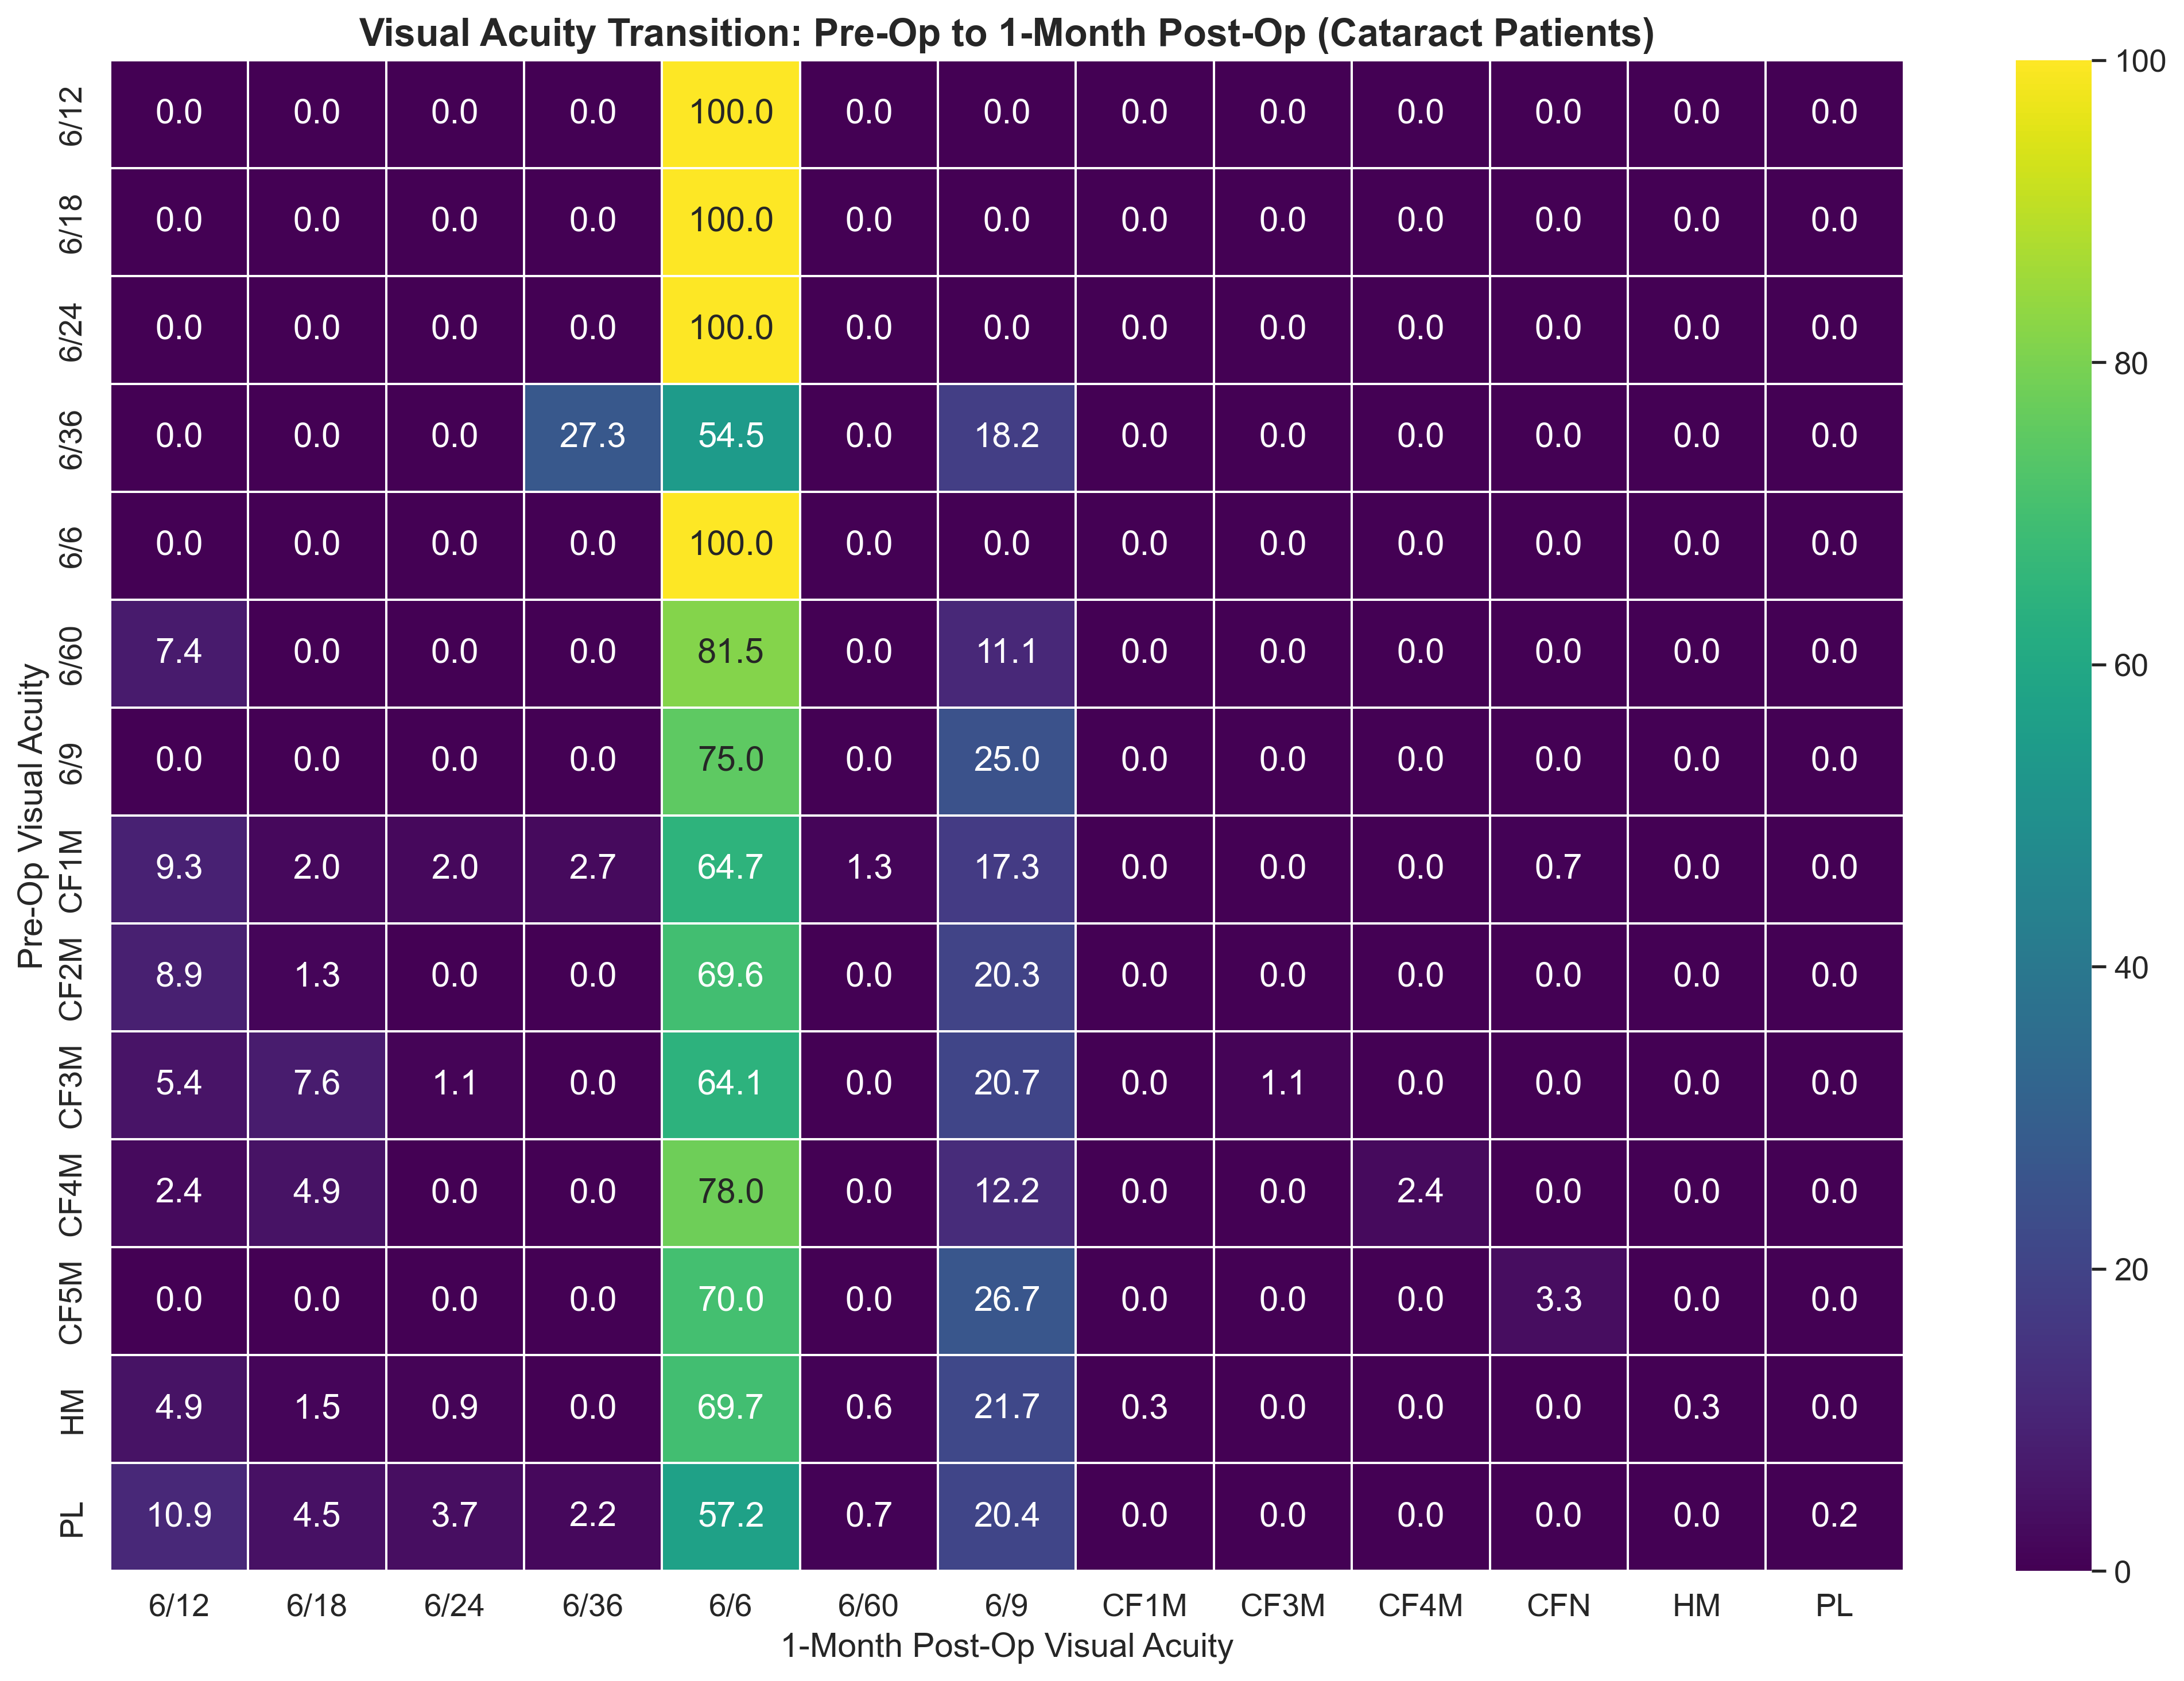 Visual Acuity Transition: Pre-Op to 1-Month Post-Op (Cataract Patients)
Pre-Op Visual Acuity
6/12 0.0 0.0 0.0 0.0 100.0 0.0 0.0 0.0 0.0 0.0 0.0 0.0 0.0
6/18 0.0 0.0 0.0 0.0 100.0 0.0 0.0 0.0 0.0 0.0 0.0 0.0 0.0
6/24 0.0 0.0 0.0 0.0 100.0 0.0 0.0 0.0 0.0 0.0 0.0 0.0 0.0
6/36 0.0 0.0 0.0 27.3 54.5 0.0 18.2 0.0 0.0 0.0 0.0 0.0 0.0
6/6 0.0 0.0 0.0 0.0 100.0 0.0 0.0 0.0 0.0 0.0 0.0 0.0 0.0
6/60 7.4 0.0 0.0 0.0 81.5 0.0 11.1 0.0 0.0 0.0 0.0 0.0 0.0
6/9 0.0 0.0 0.0 0.0 75.0 0.0 25.0 0.0 0.0 0.0 0.0 0.0 0.0
CF1M 9.3 2.0 2.0 2.7 64.7 1.3 17.3 0.0 0.0 0.0 0.7 0.0 0.0
CF2M 8.9 1.3 0.0 0.0 69.6 0.0 20.3 0.0 0.0 0.0 0.0 0.0 0.0
CF3M 5.4 7.6 1.1 0.0 64.1 0.0 20.7 0.0 1.1 0.0 0.0 0.0 0.0
CF4M 2.4 4.9 0.0 0.0 78.0 0.0 12.2 0.0 0.0 2.4 0.0 0.0 0.0
CF5M 0.0 0.0 0.0 0.0 70.0 0.0 26.7 0.0 0.0 0.0 3.3 0.0 0.0
HM 4.9 1.5 0.9 0.0 69.7 0.6 21.7 0.3 0.0 0.0 0.0 0.3 0.0
PL 10.9 4.5 3.7 2.2 57.2 0.7 20.4 0.0 0.0 0.0 0.0 0.0 0.2
6/12 6/18 6/24 6/36 6/6 6/60 6/9 CF1M CF3M CF4M CFN HM PL
1-Month Post-Op Visual Acuity
100
80
60
40
20
0